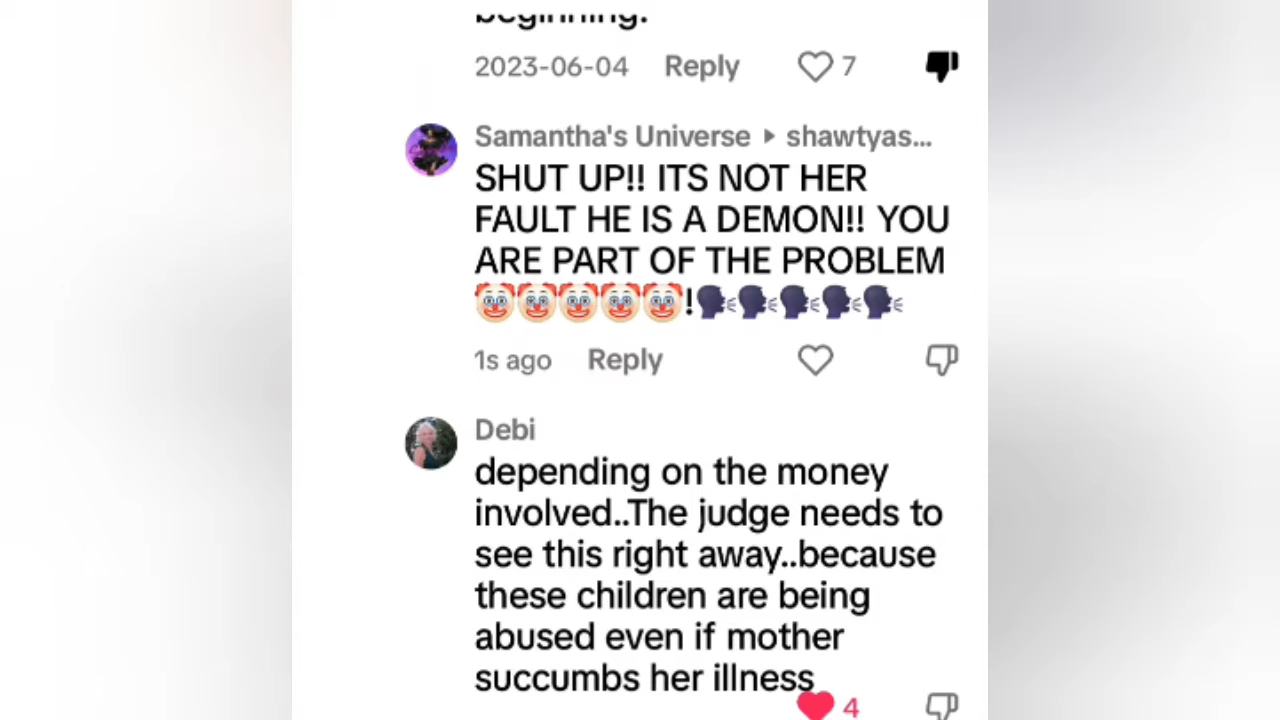 beginning.
2023-06-04 Reply 7
Samantha's Universe ▸ shawtyas...
SHUT UP!! ITS NOT HER
FAULT HE IS A DEMON!! YOU
ARE PART OF THE PROBLEM
🤡🤡🤡🤡🤡!🗣️🗣️🗣️🗣️🗣️
1s ago Reply
Debi
depending on the money
involved..The judge needs to
see this right away..because
these children are being
abused even if mother
succumbs her illness
4